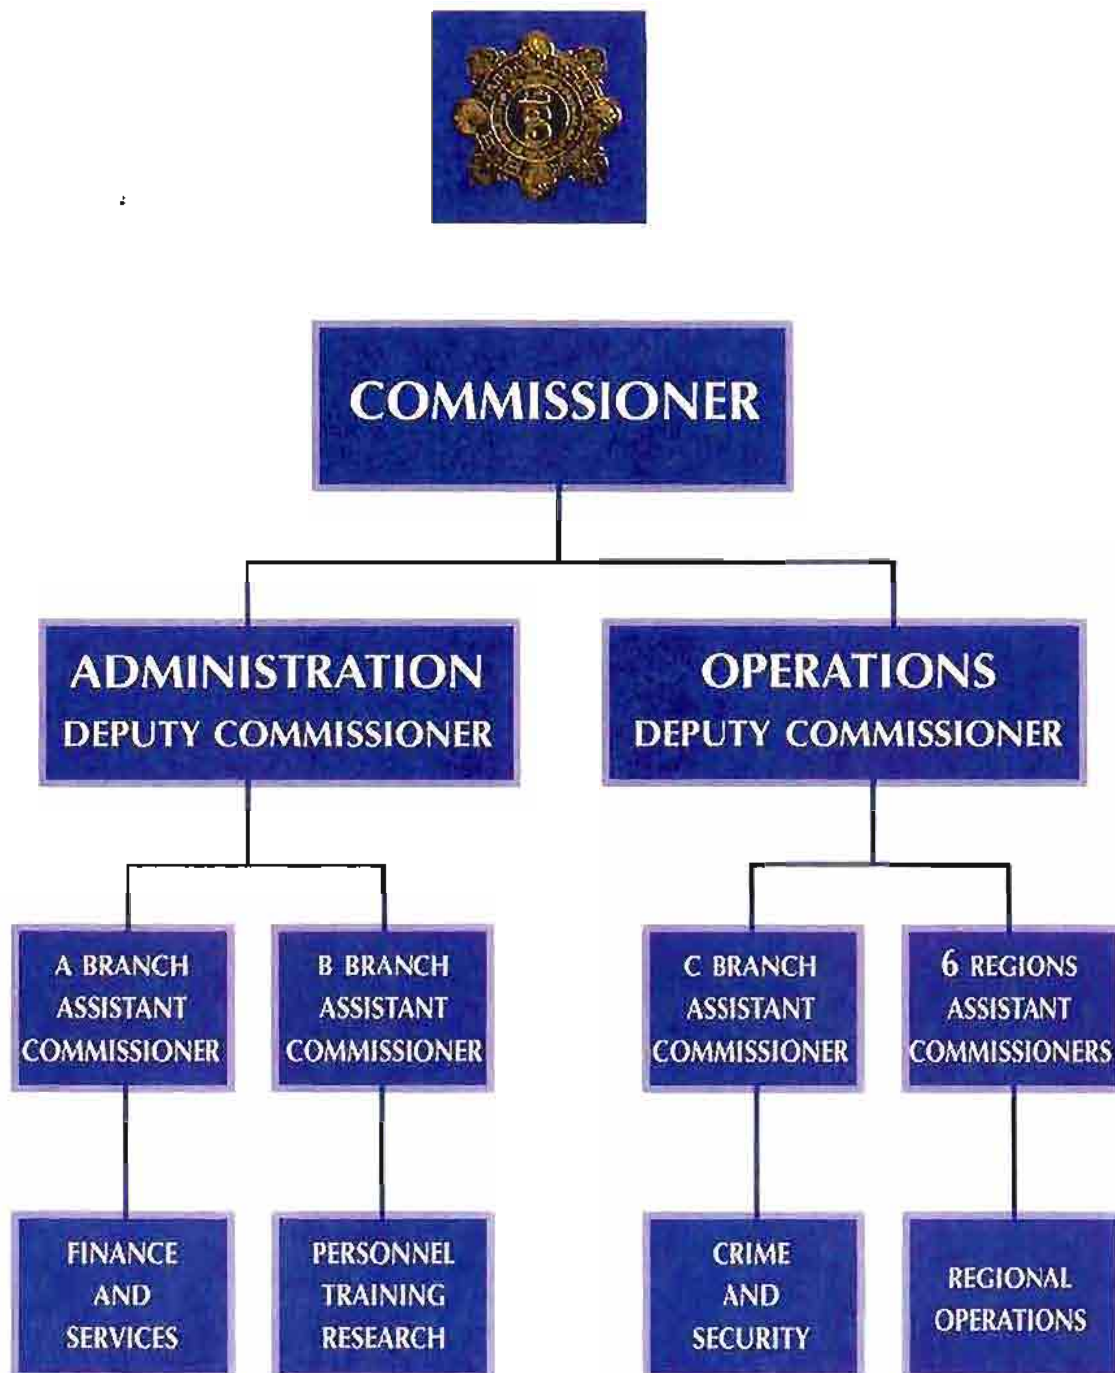 COMMISSIONER
ADMINISTRATION
DEPUTY COMMISSIONER
OPERATIONS
DEPUTY COMMISSIONER
A BRANCH
ASSISTANT
COMMISSIONER
B BRANCH
ASSISTANT
COMMISSIONER
C BRANCH
ASSISTANT
COMMISSIONER
6 REGIONS
ASSISTANT
COMMISSIONERS
FINANCE
AND
SERVICES
PERSONNEL
TRAINING
RESEARCH
CRIME
AND
SECURITY
REGIONAL
OPERATIONS